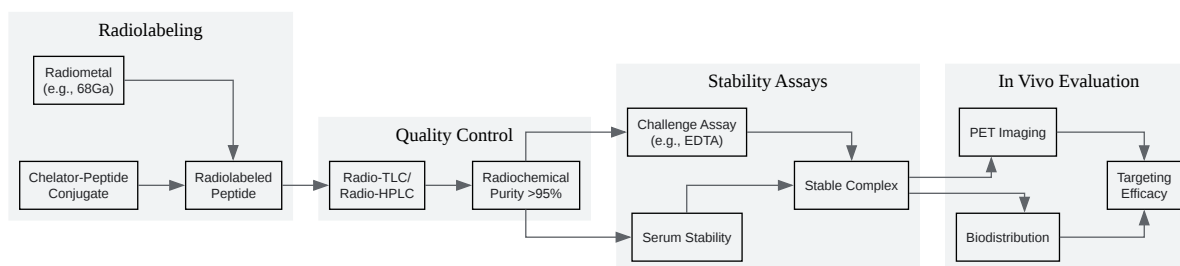 Radiolabeling
Radiometal
(e.g., 68Ga)
Chelator-Peptide
Conjugate
Radiolabeled
Peptide
Quality Control
Radio-TLC/
Radio-HPLC
Radiochemical
Purity >95%
Stability Assays
Challenge Assay
(e.g., EDTA)
Serum Stability
Stable Complex
In Vivo Evaluation
PET Imaging
Biodistribution
Targeting
Efficacy